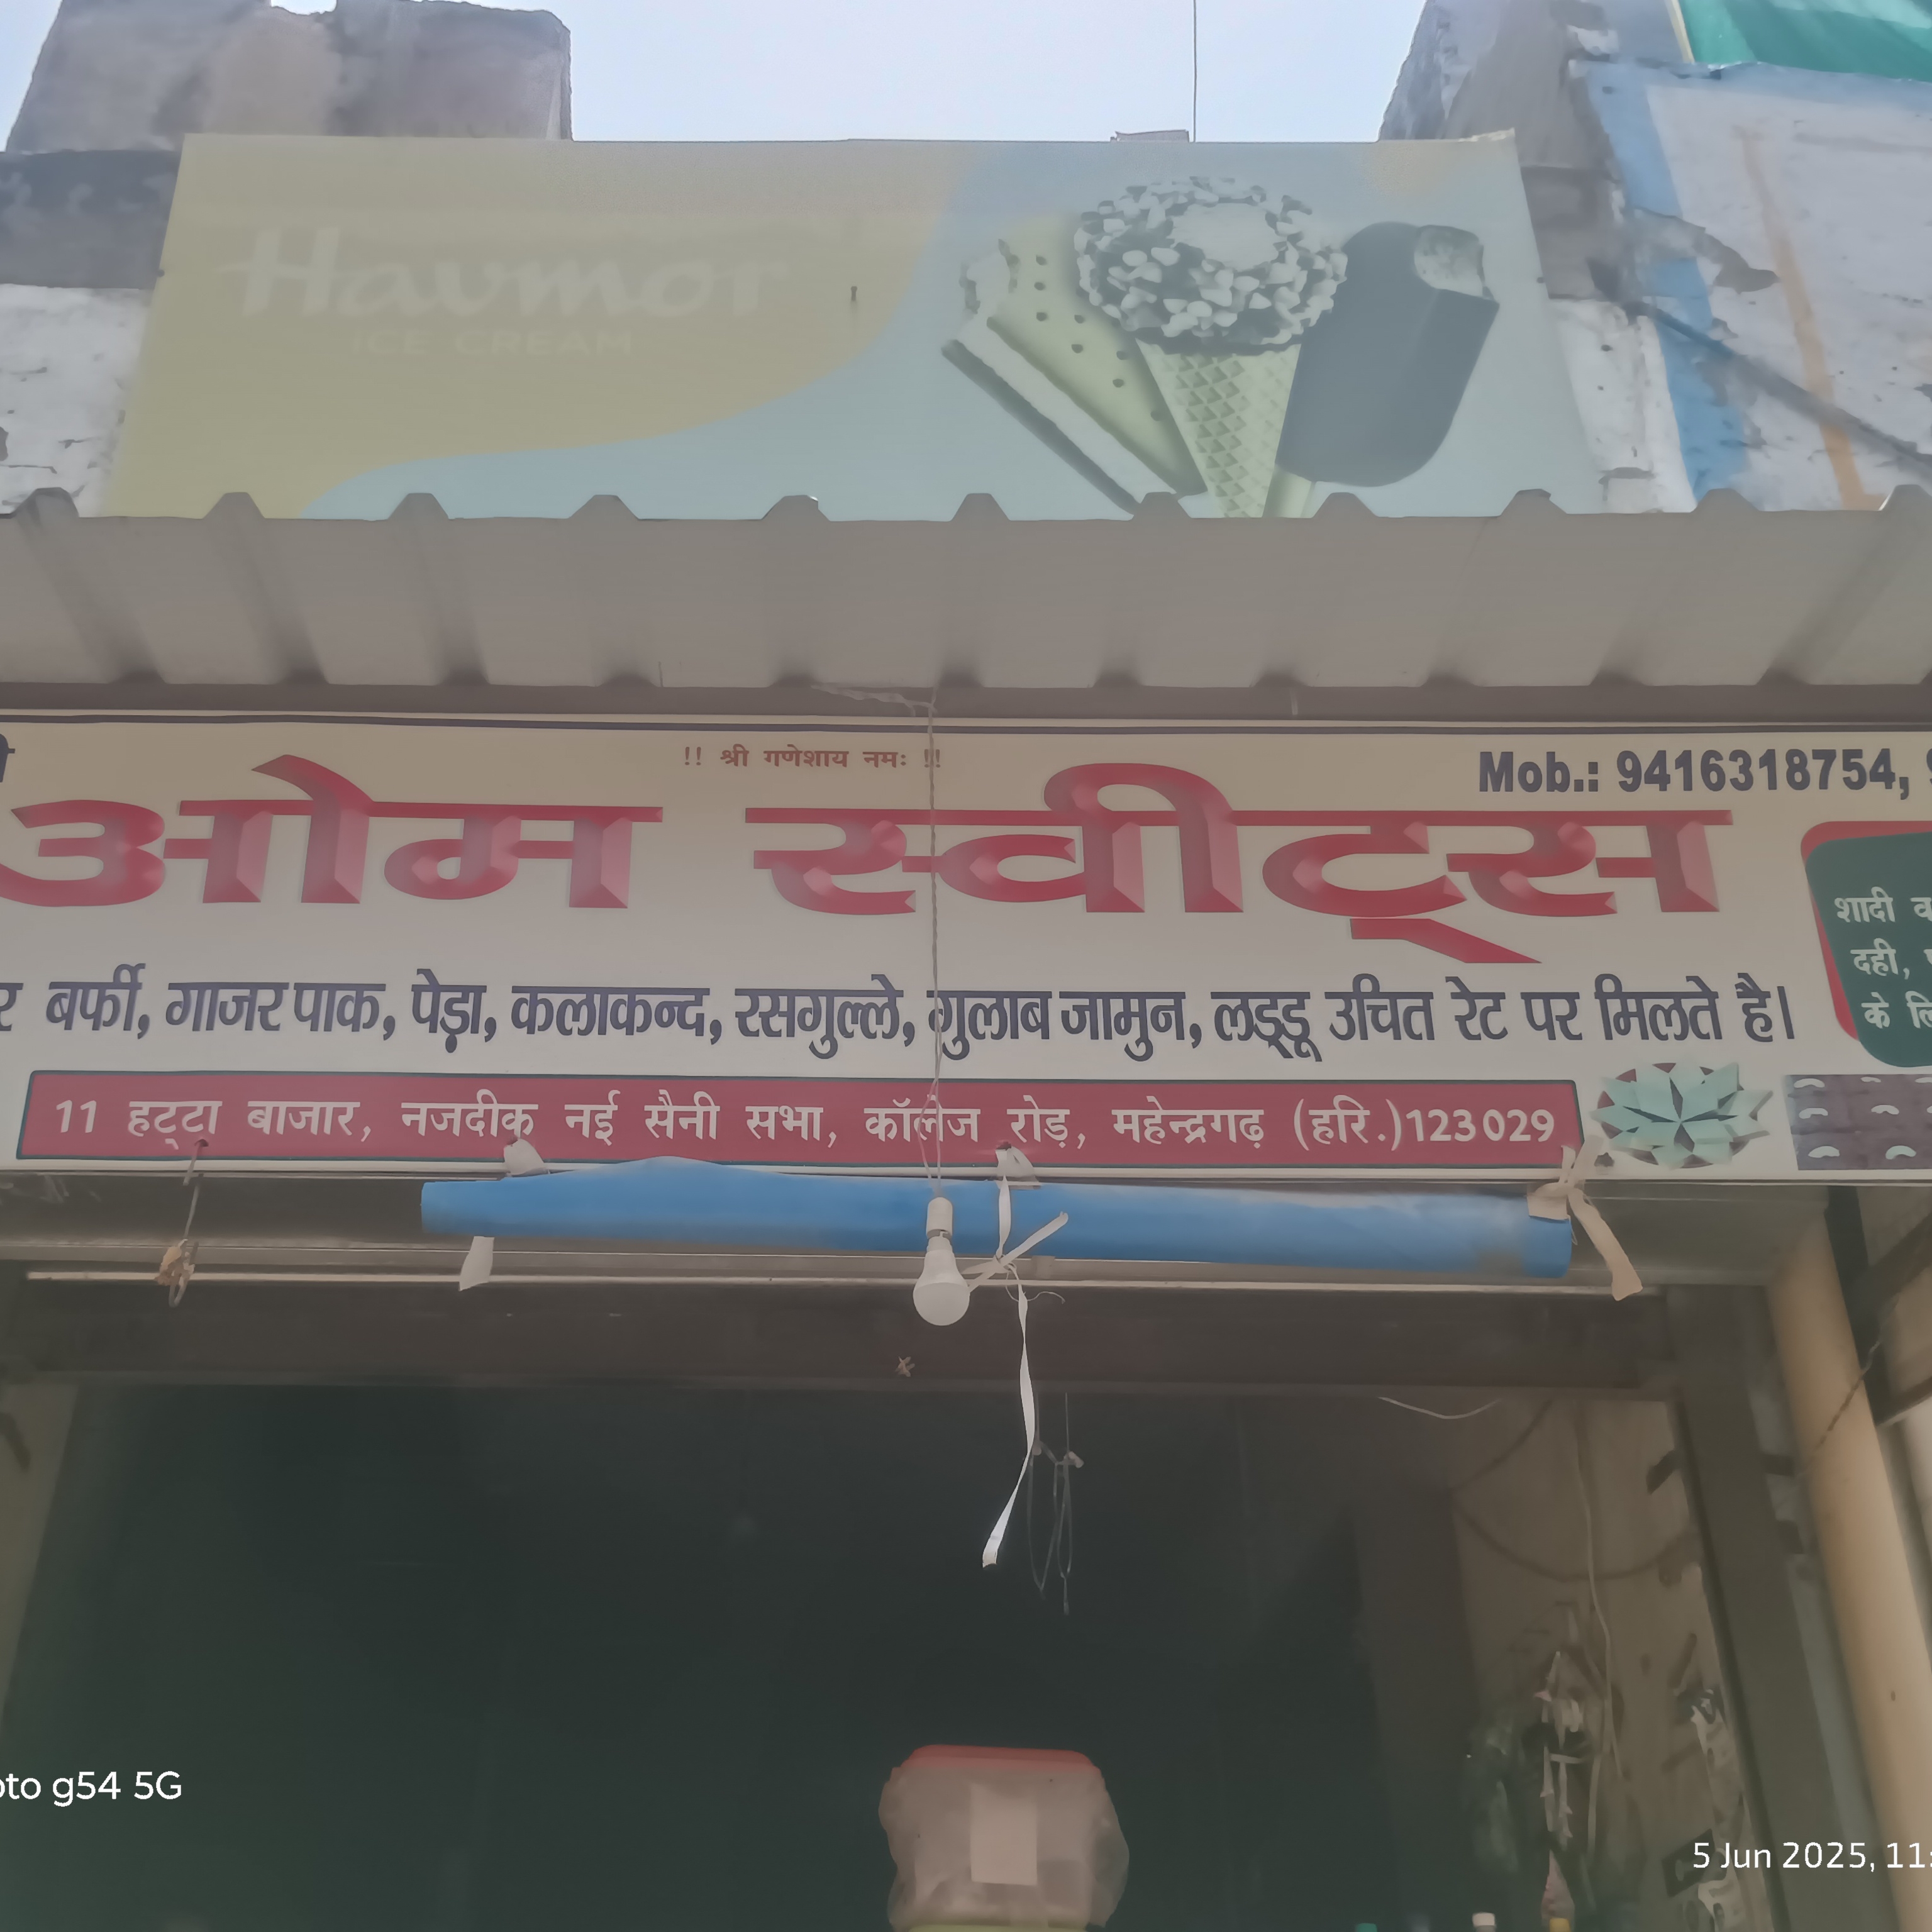 Havmor
ICE CREAM
!! श्री गणेशाय नमः !!
Mob.: 9416318754,
ओम स्वीट्स
बर्फी, गाजर पाक, पेड़ा, कलाकन्द, रसगुल्ले, गुलाब जामुन, लड्डू उचित रेट पर मिलते है।
शादी
दही,
के
11 हट्टा बाजार, नजदीक नई सैनी सभा, कॉलेज रोड़, महेन्द्रगढ़ (हरि.)123029
g54 5G
5 Jun 2025, 11: